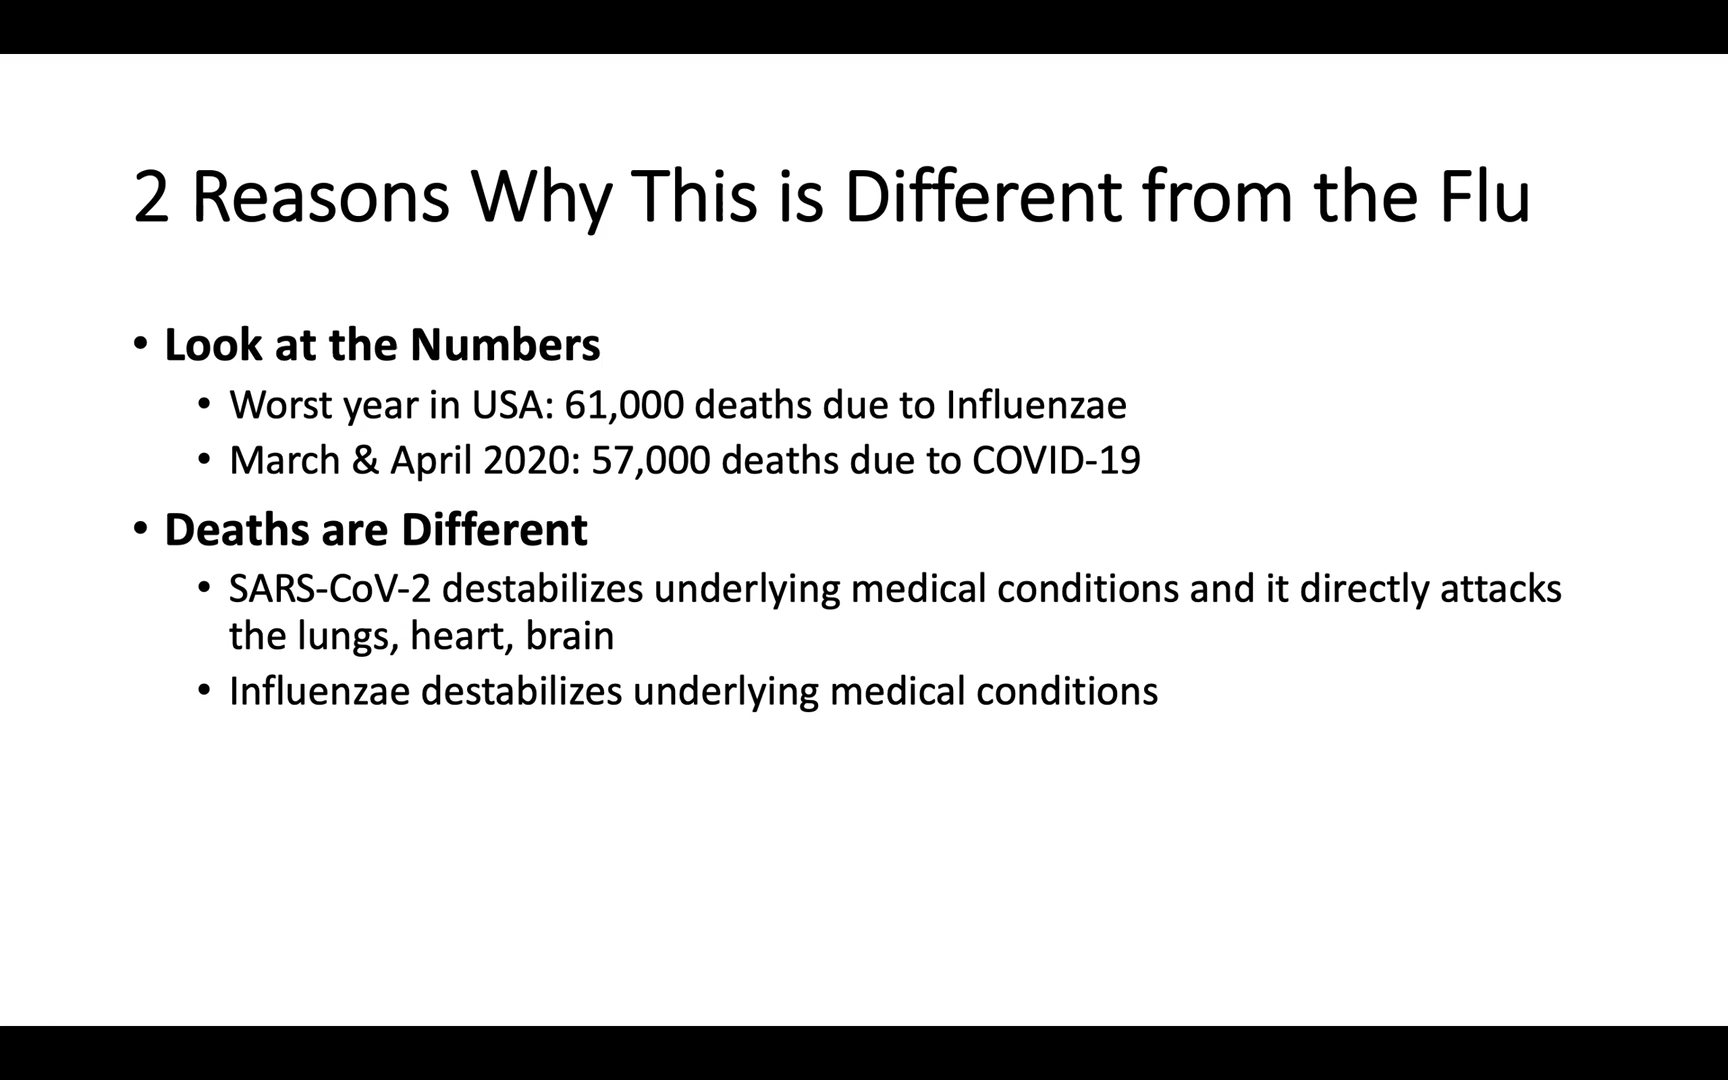 2 Reasons Why This is Different from the Flu
• Look at the Numbers
• Worst year in USA: 61,000 deaths due to Influenzae
• March & April 2020: 57,000 deaths due to COVID-19
• Deaths are Different
• SARS-CoV-2 destabilizes underlying medical conditions and it directly attacks
the lungs, heart, brain
• Influenzae destabilizes underlying medical conditions